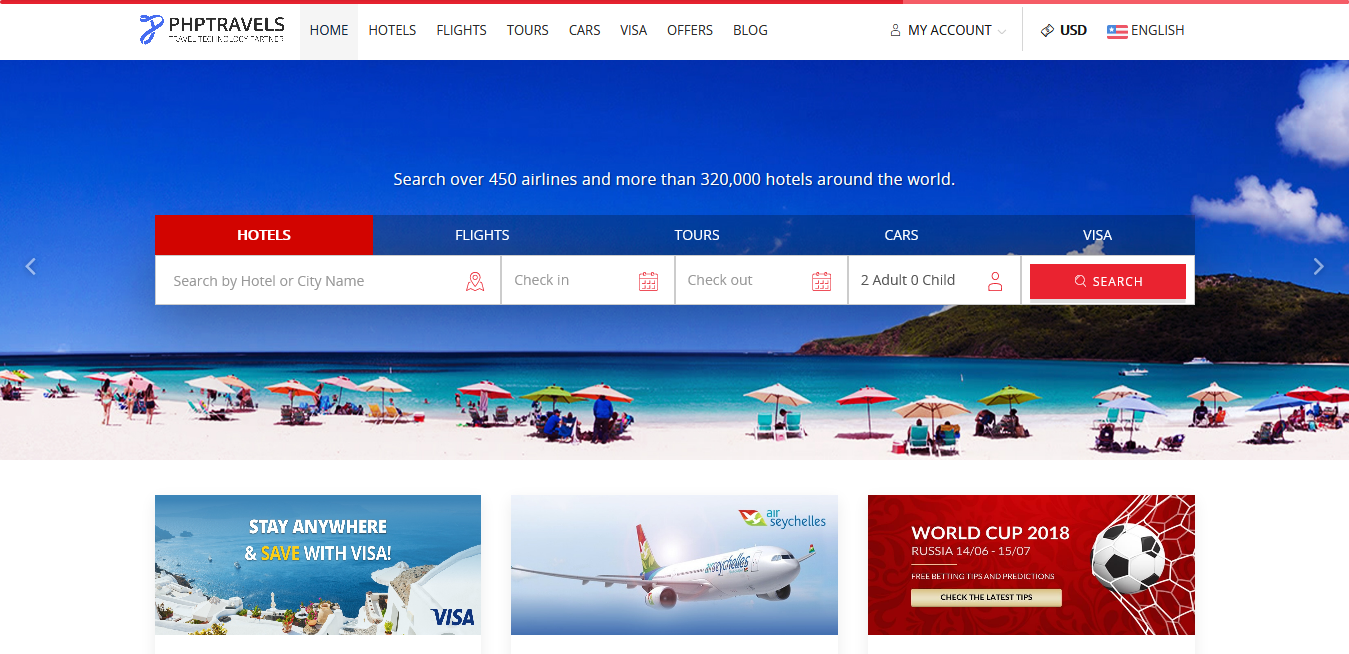 PHPTRAVELS
TRAVEL TECHNOLOGY PARTNER
HOME HOTELS FLIGHTS TOURS CARS VISA OFFERS BLOG MY ACCOUNT USD ENGLISH
Search over 450 airlines and more than 320,000 hotels around the world.
HOTELS FLIGHTS TOURS CARS VISA
Search by Hotel or City Name Check in Check out 2 Adult 0 Child SEARCH
STAY ANYWHERE
& SAVE WITH VISA!
VISA
air
seychelles
air seychelles
WORLD CUP 2018
RUSSIA 14/06 - 15/07
FREE BETTING TIPS AND PREDICTIONS
CHECK THE LATEST TIPS